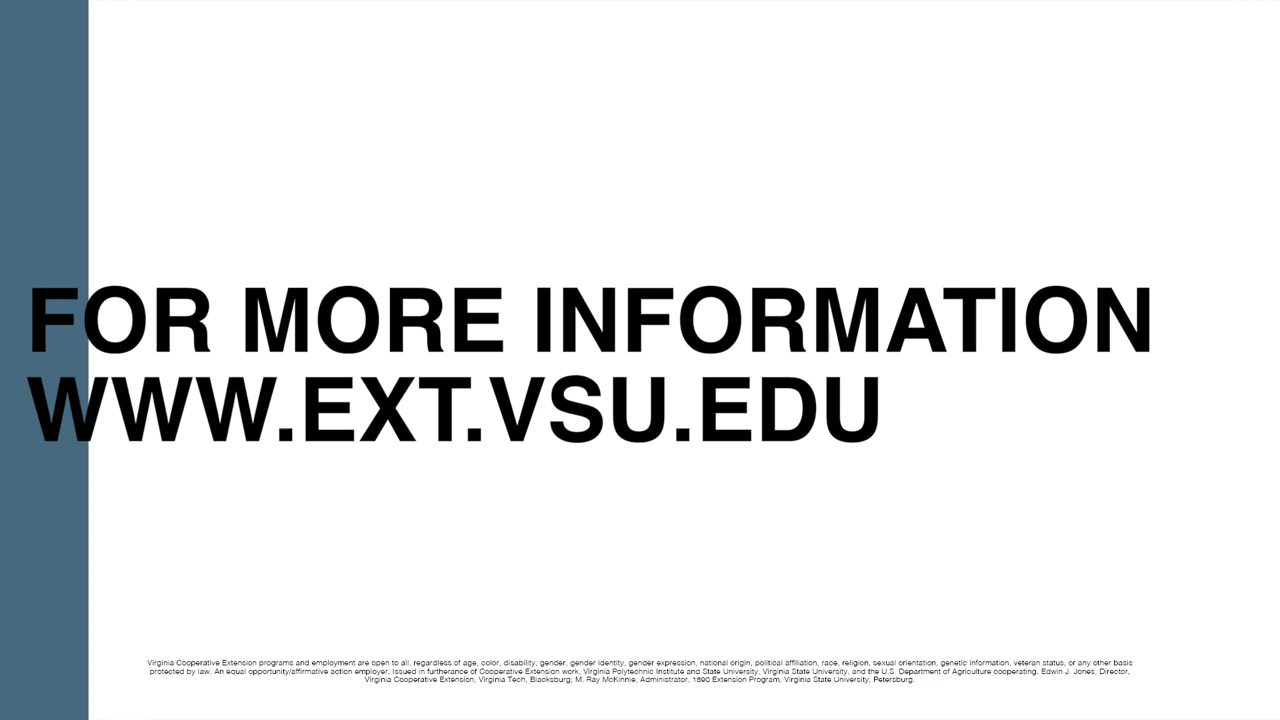 FOR MORE INFORMATION
WWW.EXT.VSU.EDU
Virginia Cooperative Extension programs and employment are open to all, regardless of age, color, disability, gender, gender identity, gender expression, national origin, political affiliation, race, religion, sexual orientation, genetic information, veteran status, or any other basis
protected by law. An equal opportunity/affirmative action employer. Issued in furtherance of Cooperative Extension work, Virginia Polytechnic Institute and State University, Virginia State University, and the U.S. Department of Agriculture cooperating. Edwin J. Jones, Director,
Virginia Cooperative Extension, Virginia Tech, Blacksburg; M. Ray McKinnie, Administrator, 1890 Extension Program, Virginia State University, Petersburg.